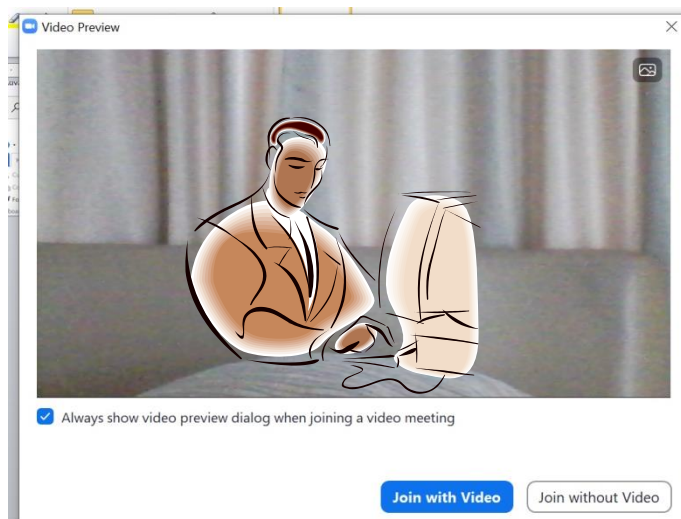 Video Preview
Always show video preview dialog when joining a video meeting
Join with Video
Join without Video